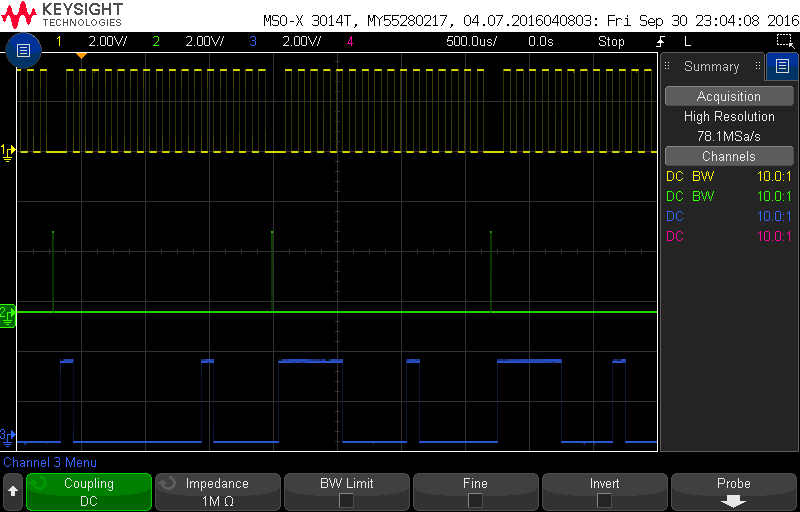 KEYSIGHT
TECHNOLOGIES
MSO-X 3014T, MY55280217, 04.07.2016040803: Fri Sep 30 23:04:08 2016
1 2.00V/ 2 2.00V/ 3 2.00V/ 4 500.0us/ 0.0s Stop L
Summary
Acquisition
High Resolution
78.1MSa/s
Channels
DC BW 10.0:1
DC BW 10.0:1
DC 10.0:1
DC 10.0:1
1
2
3
Channel 3 Menu
Coupling
DC
Impedance
1M Ω
BW Limit
Fine
Invert
Probe